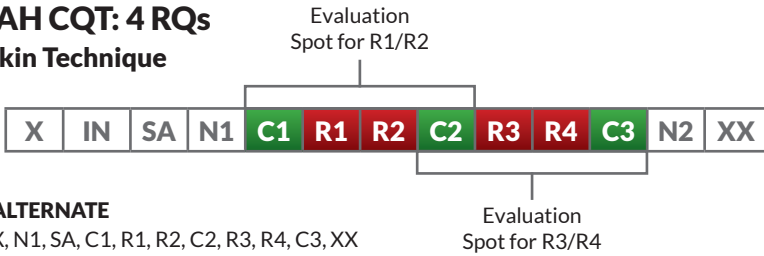 AH CQT: 4 RQs
kin Technique
Evaluation
Spot for R1/R2
X IN SA N1 C1 R1 R2 C2 R3 R4 C3 N2 XX
Evaluation
Spot for R3/R4
ALTERNATE
X, N1, SA, C1, R1, R2, C2, R3, R4, C3, XX